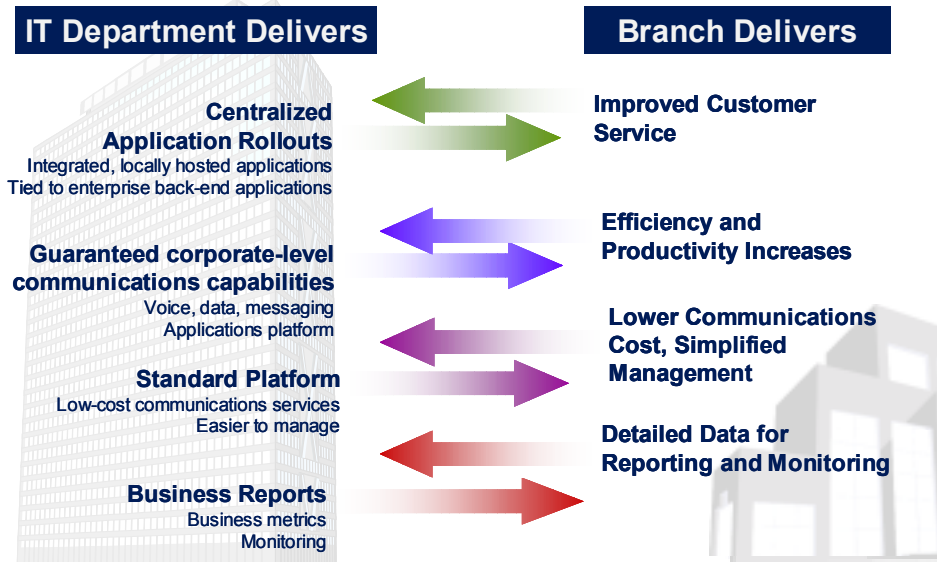 IT Department Delivers
Branch Delivers
Centralized
Application Rollouts
Integrated, locally hosted applications
Tied to enterprise back-end applications
Improved Customer
Service
Guaranteed corporate-level
communications capabilities
Voice, data, messaging
Applications platform
Efficiency and
Productivity Increases
Standard Platform
Low-cost communications services
Easier to manage
Lower Communications
Cost, Simplified
Management
Business Reports
Business metrics
Monitoring
Detailed Data for
Reporting and Monitoring